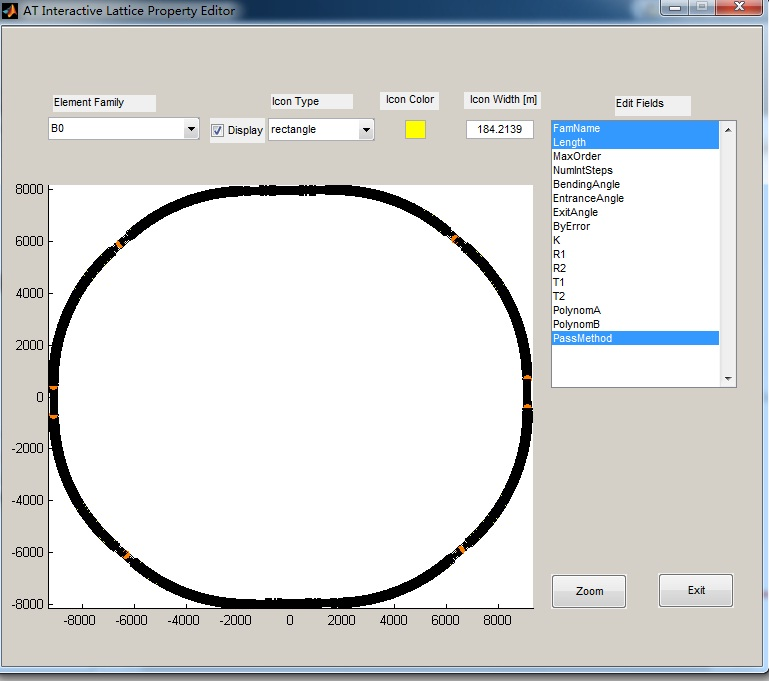 AT Interactive Lattice Property Editor
Element Family
Icon Type
Icon Color
Icon Width [m]
Edit Fields
B0
Display
rectangle
184.2139
FamName
Length
MaxOrder
NumIntSteps
BendingAngle
EntranceAngle
ExitAngle
ByError
K
R1
R2
T1
T2
PolynomA
PolynomB
PassMethod
8000
6000
4000
2000
0
-2000
-4000
-6000
-8000
-8000 -6000 -4000 -2000 0 2000 4000 6000 8000
Zoom
Exit